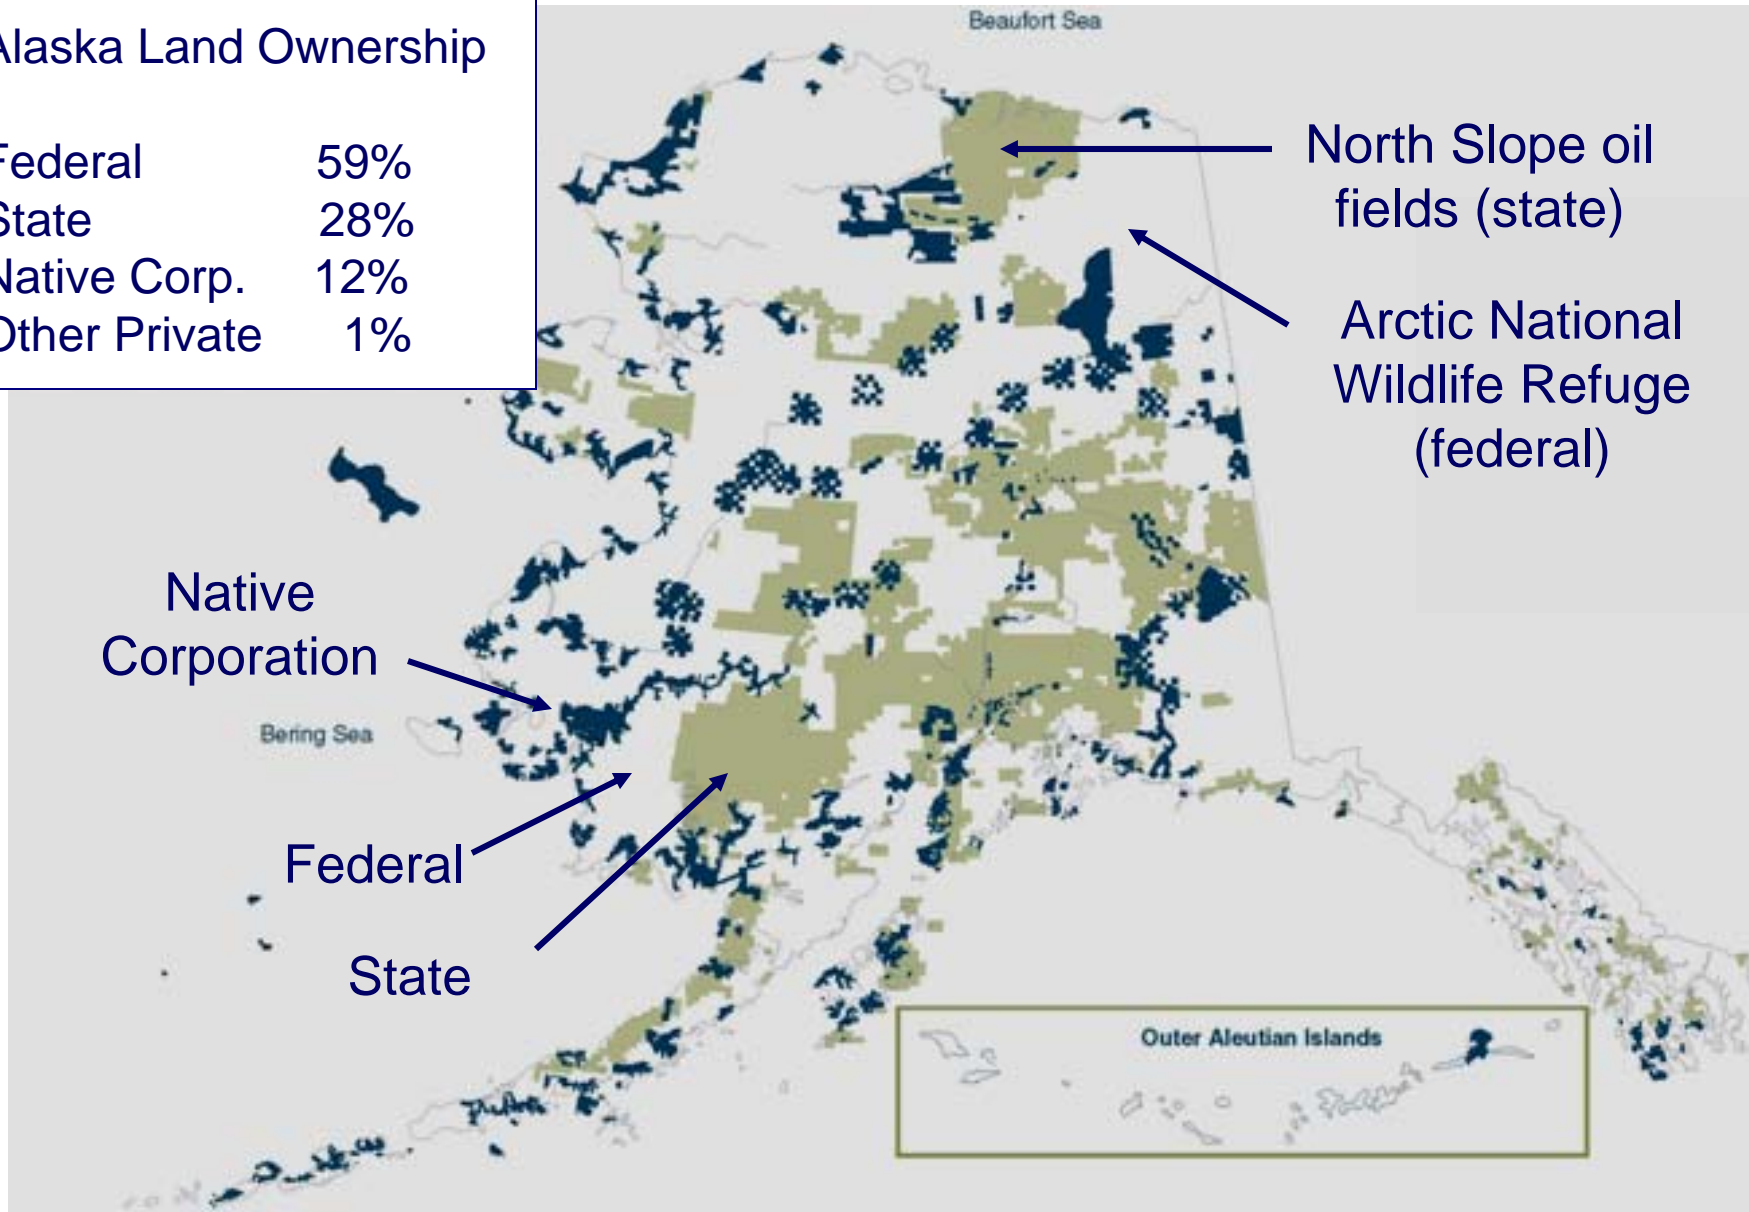 Alaska Land Ownership
Federal 59%
State 28%
Native Corp. 12%
Other Private 1%
Beaufort Sea
North Slope oil
fields (state)
Arctic National
Wildlife Refuge
(federal)
Native
Corporation
Bering Sea
Federal
State
Outer Aleutian Islands